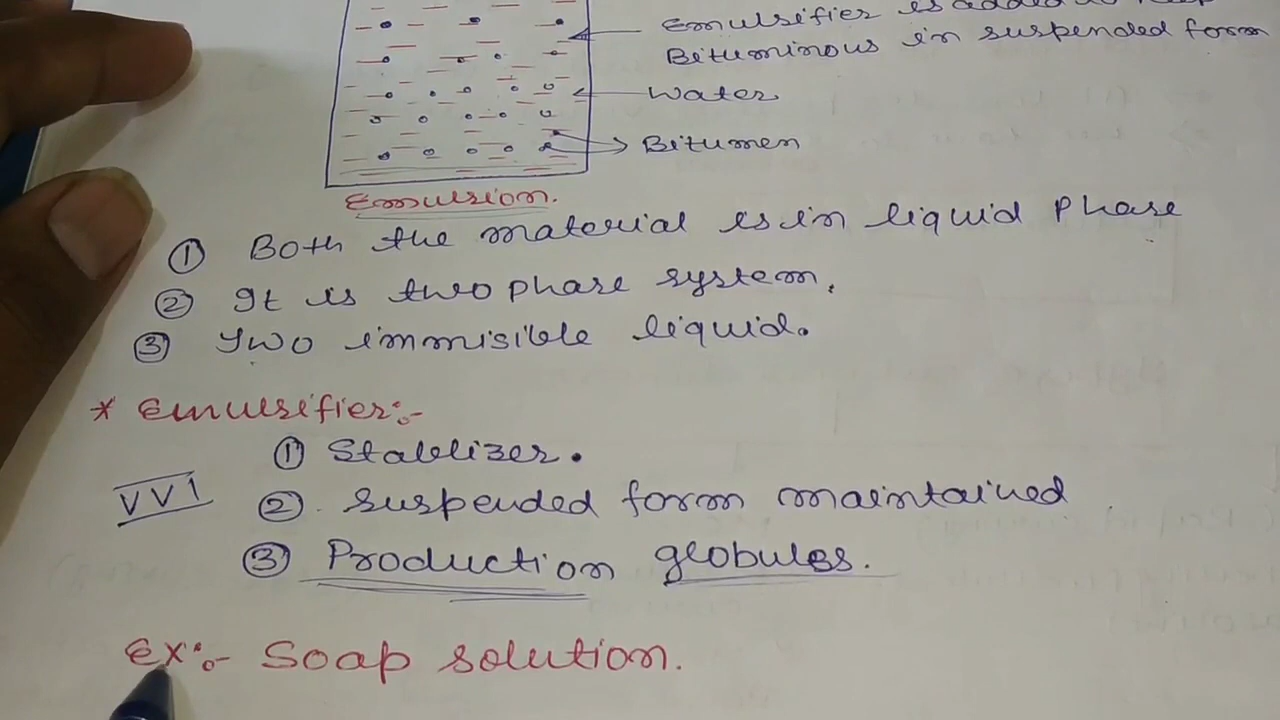 Emulsifier is added to keep
Bituminous in suspended form
Water
Bitumen
Emulsion.
① Both the material is in liquid Phase
② It is two phase system.
③ Two immisible liquid.
* Emulsifier:-
① Stablizer.
VVI
② suspended form maintained
③ Production globules.
Ex:- Soap solution.